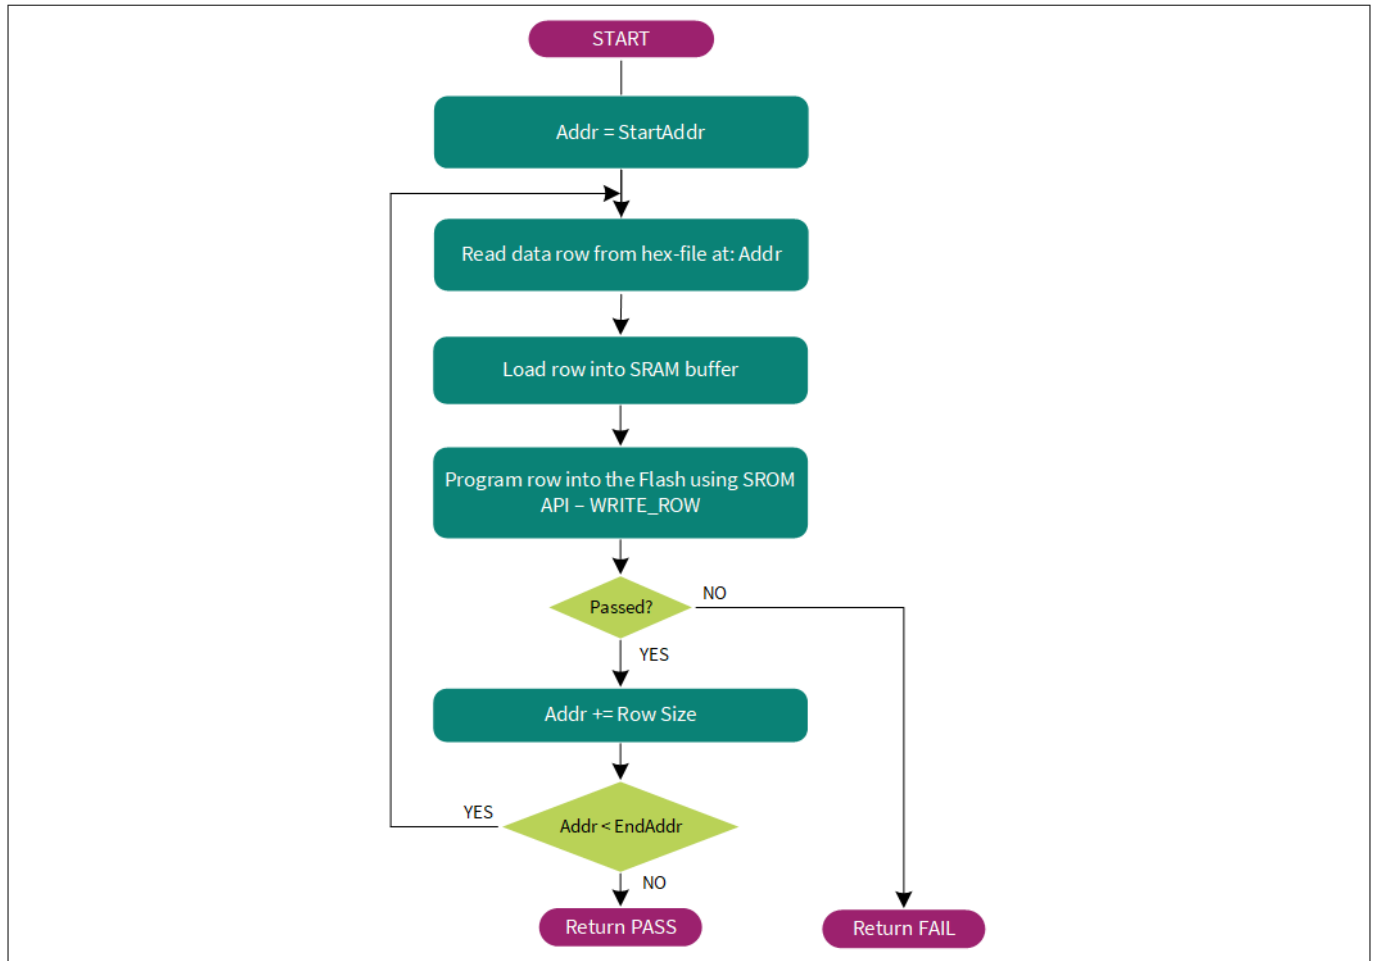 START
Addr = StartAddr
Read data row from hex-file at: Addr
Load row into SRAM buffer
Program row into the Flash using SROM
API – WRITE_ROW
Passed?
NO
YES
Addr += Row Size
YES
Addr < EndAddr
NO
Return PASS
Return FAIL